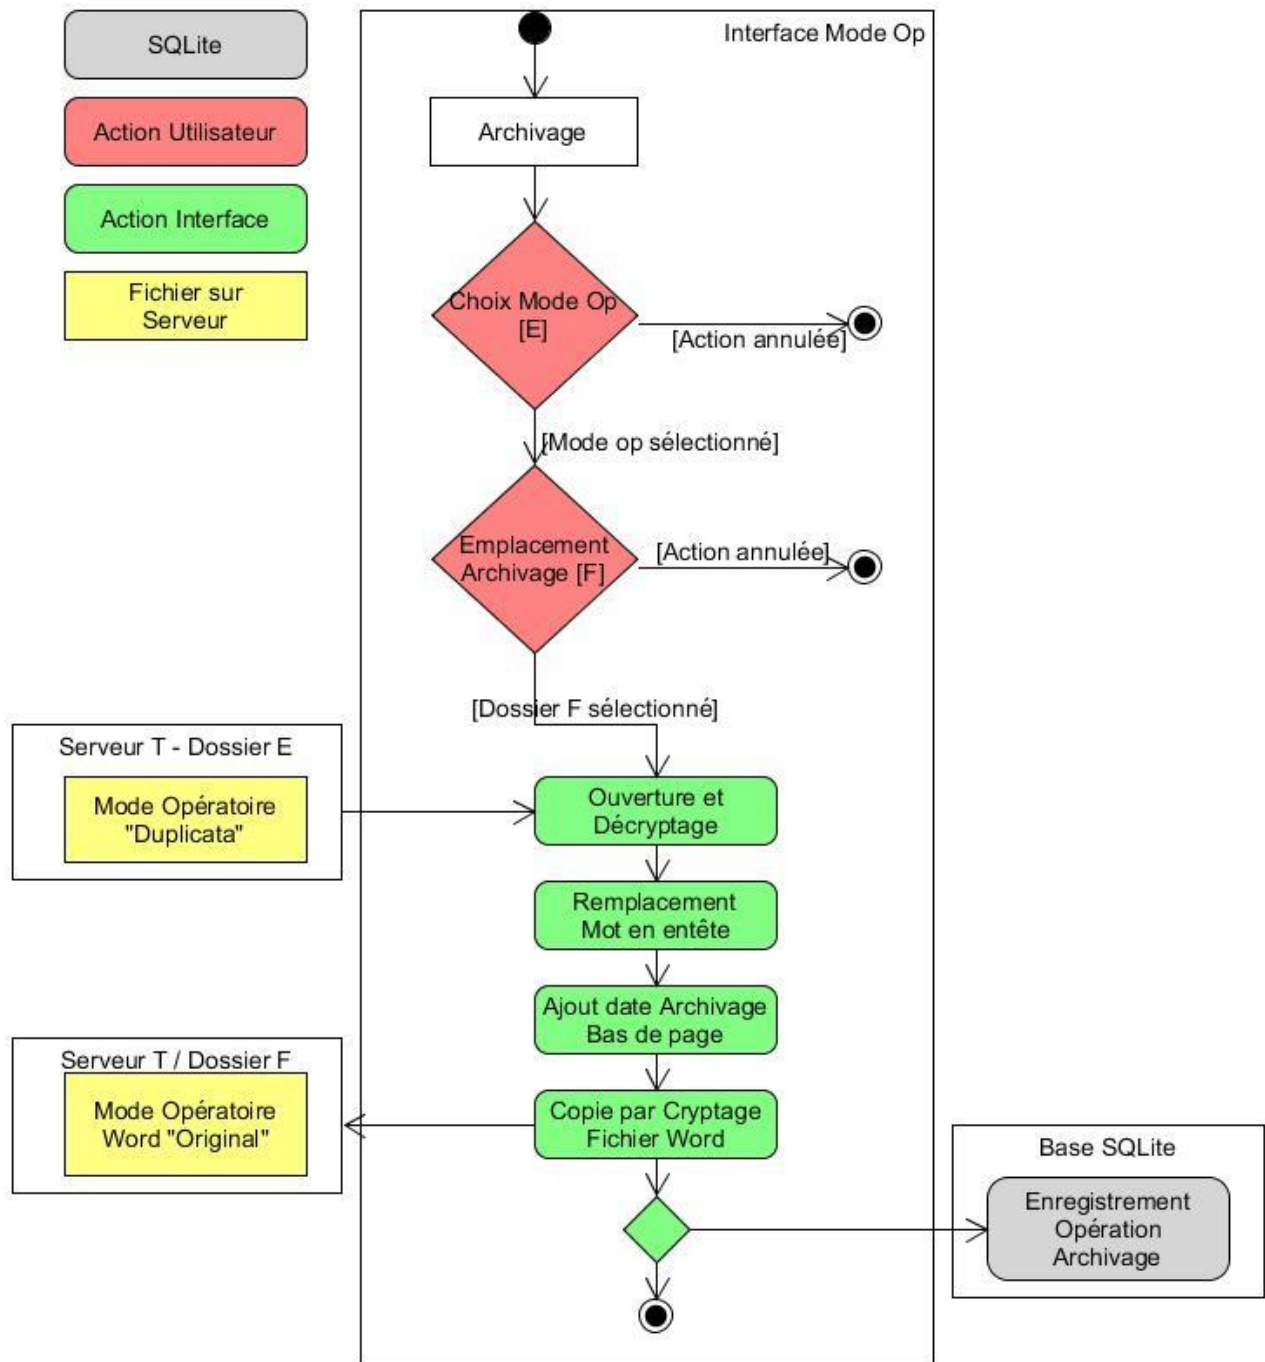 SQLite
Action Utilisateur
Action Interface
Fichier sur
Serveur
Interface Mode Op
Archivage
Choix Mode Op
[E]
[Action annulée]
[Mode op sélectionné]
Emplacement
Archivage [F]
[Action annulée]
[Dossier F sélectionné]
Serveur T - Dossier E
Mode Opératoire
"Duplicata"
Ouverture et
Décryptage
Remplacement
Mot en entête
Ajout date Archivage
Bas de page
Serveur T / Dossier F
Mode Opératoire
Word "Original"
Copie par Cryptage
Fichier Word
Base SQLite
Enregistrement
Opération
Archivage